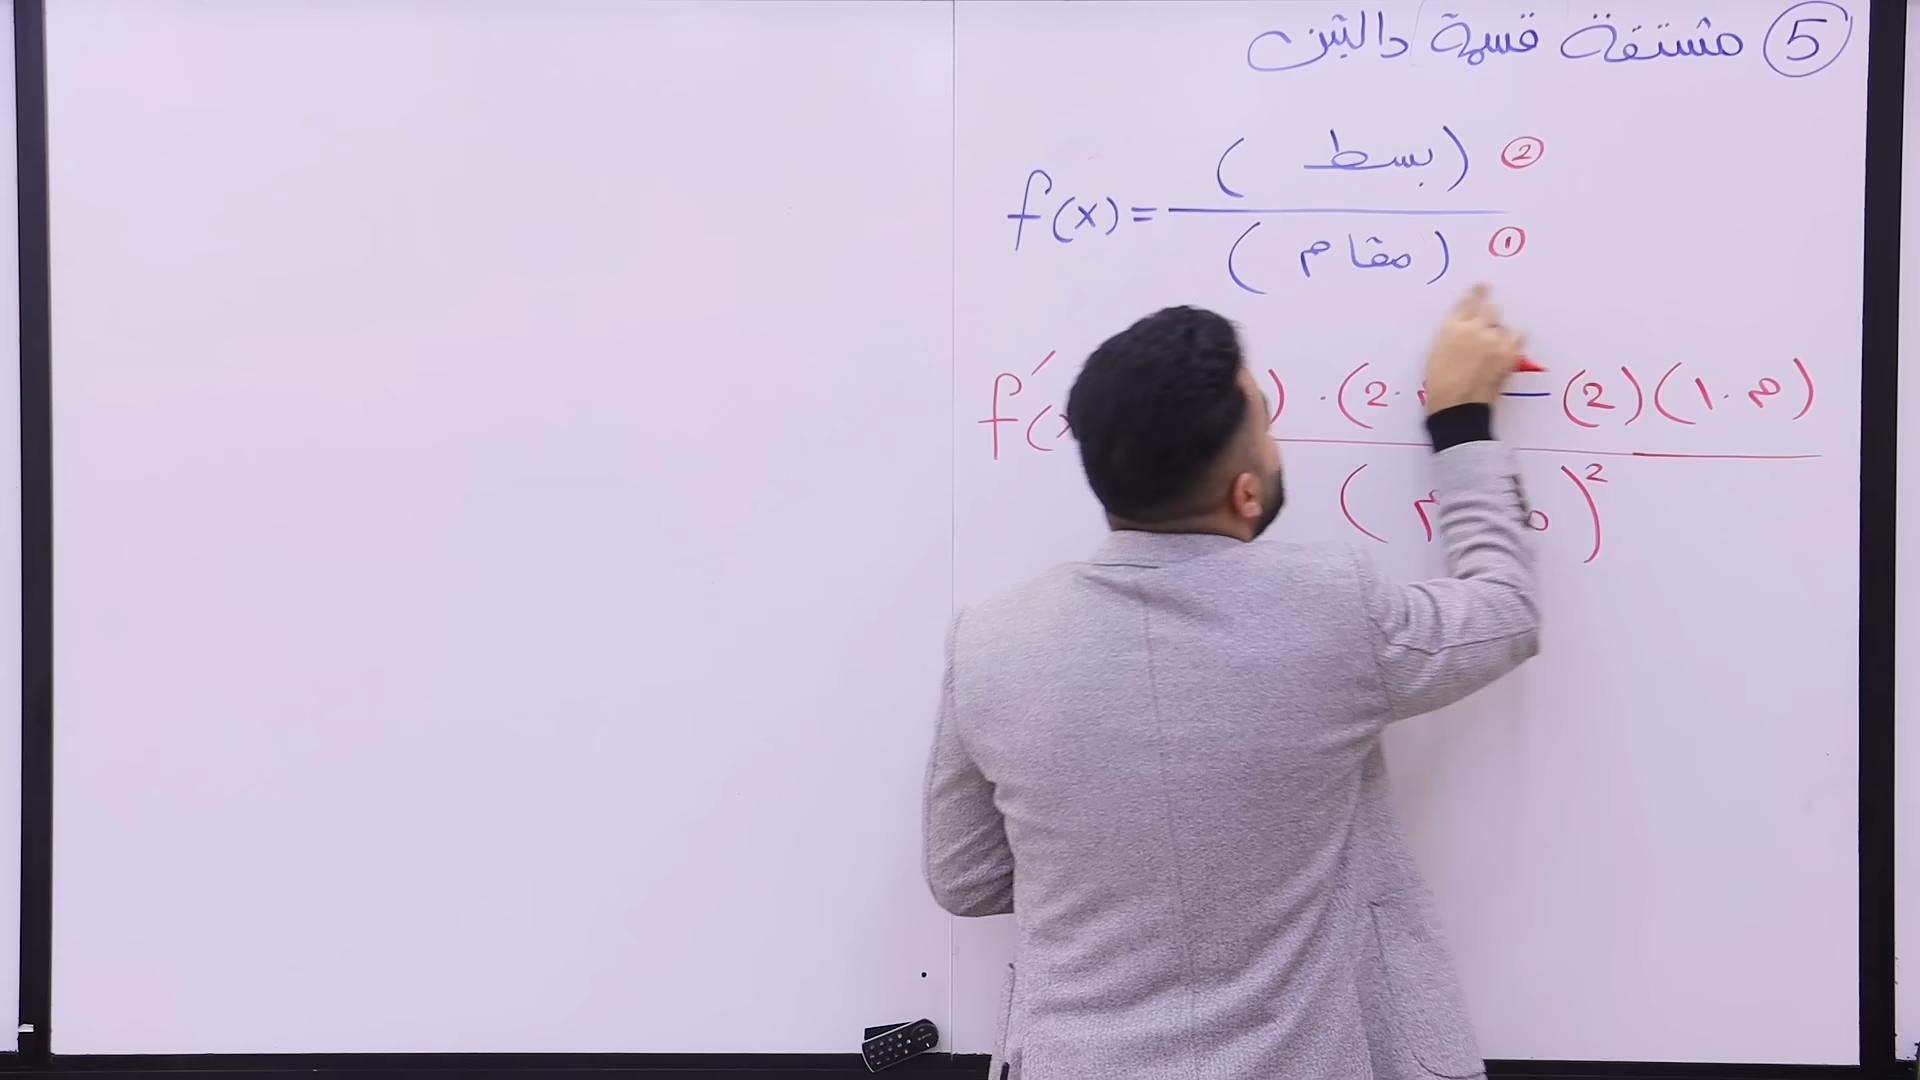 ⑤ مشتقة قسمة دالتين
f(x) = (بسط) ②
(مقام) ①
f′(x ) · (2 · − (2) (1 · م)
( م )²